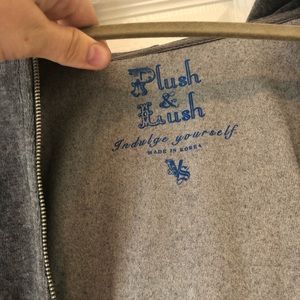 Plush
&
Lush
Indulge yourself.
MADE IN KOREA
VS